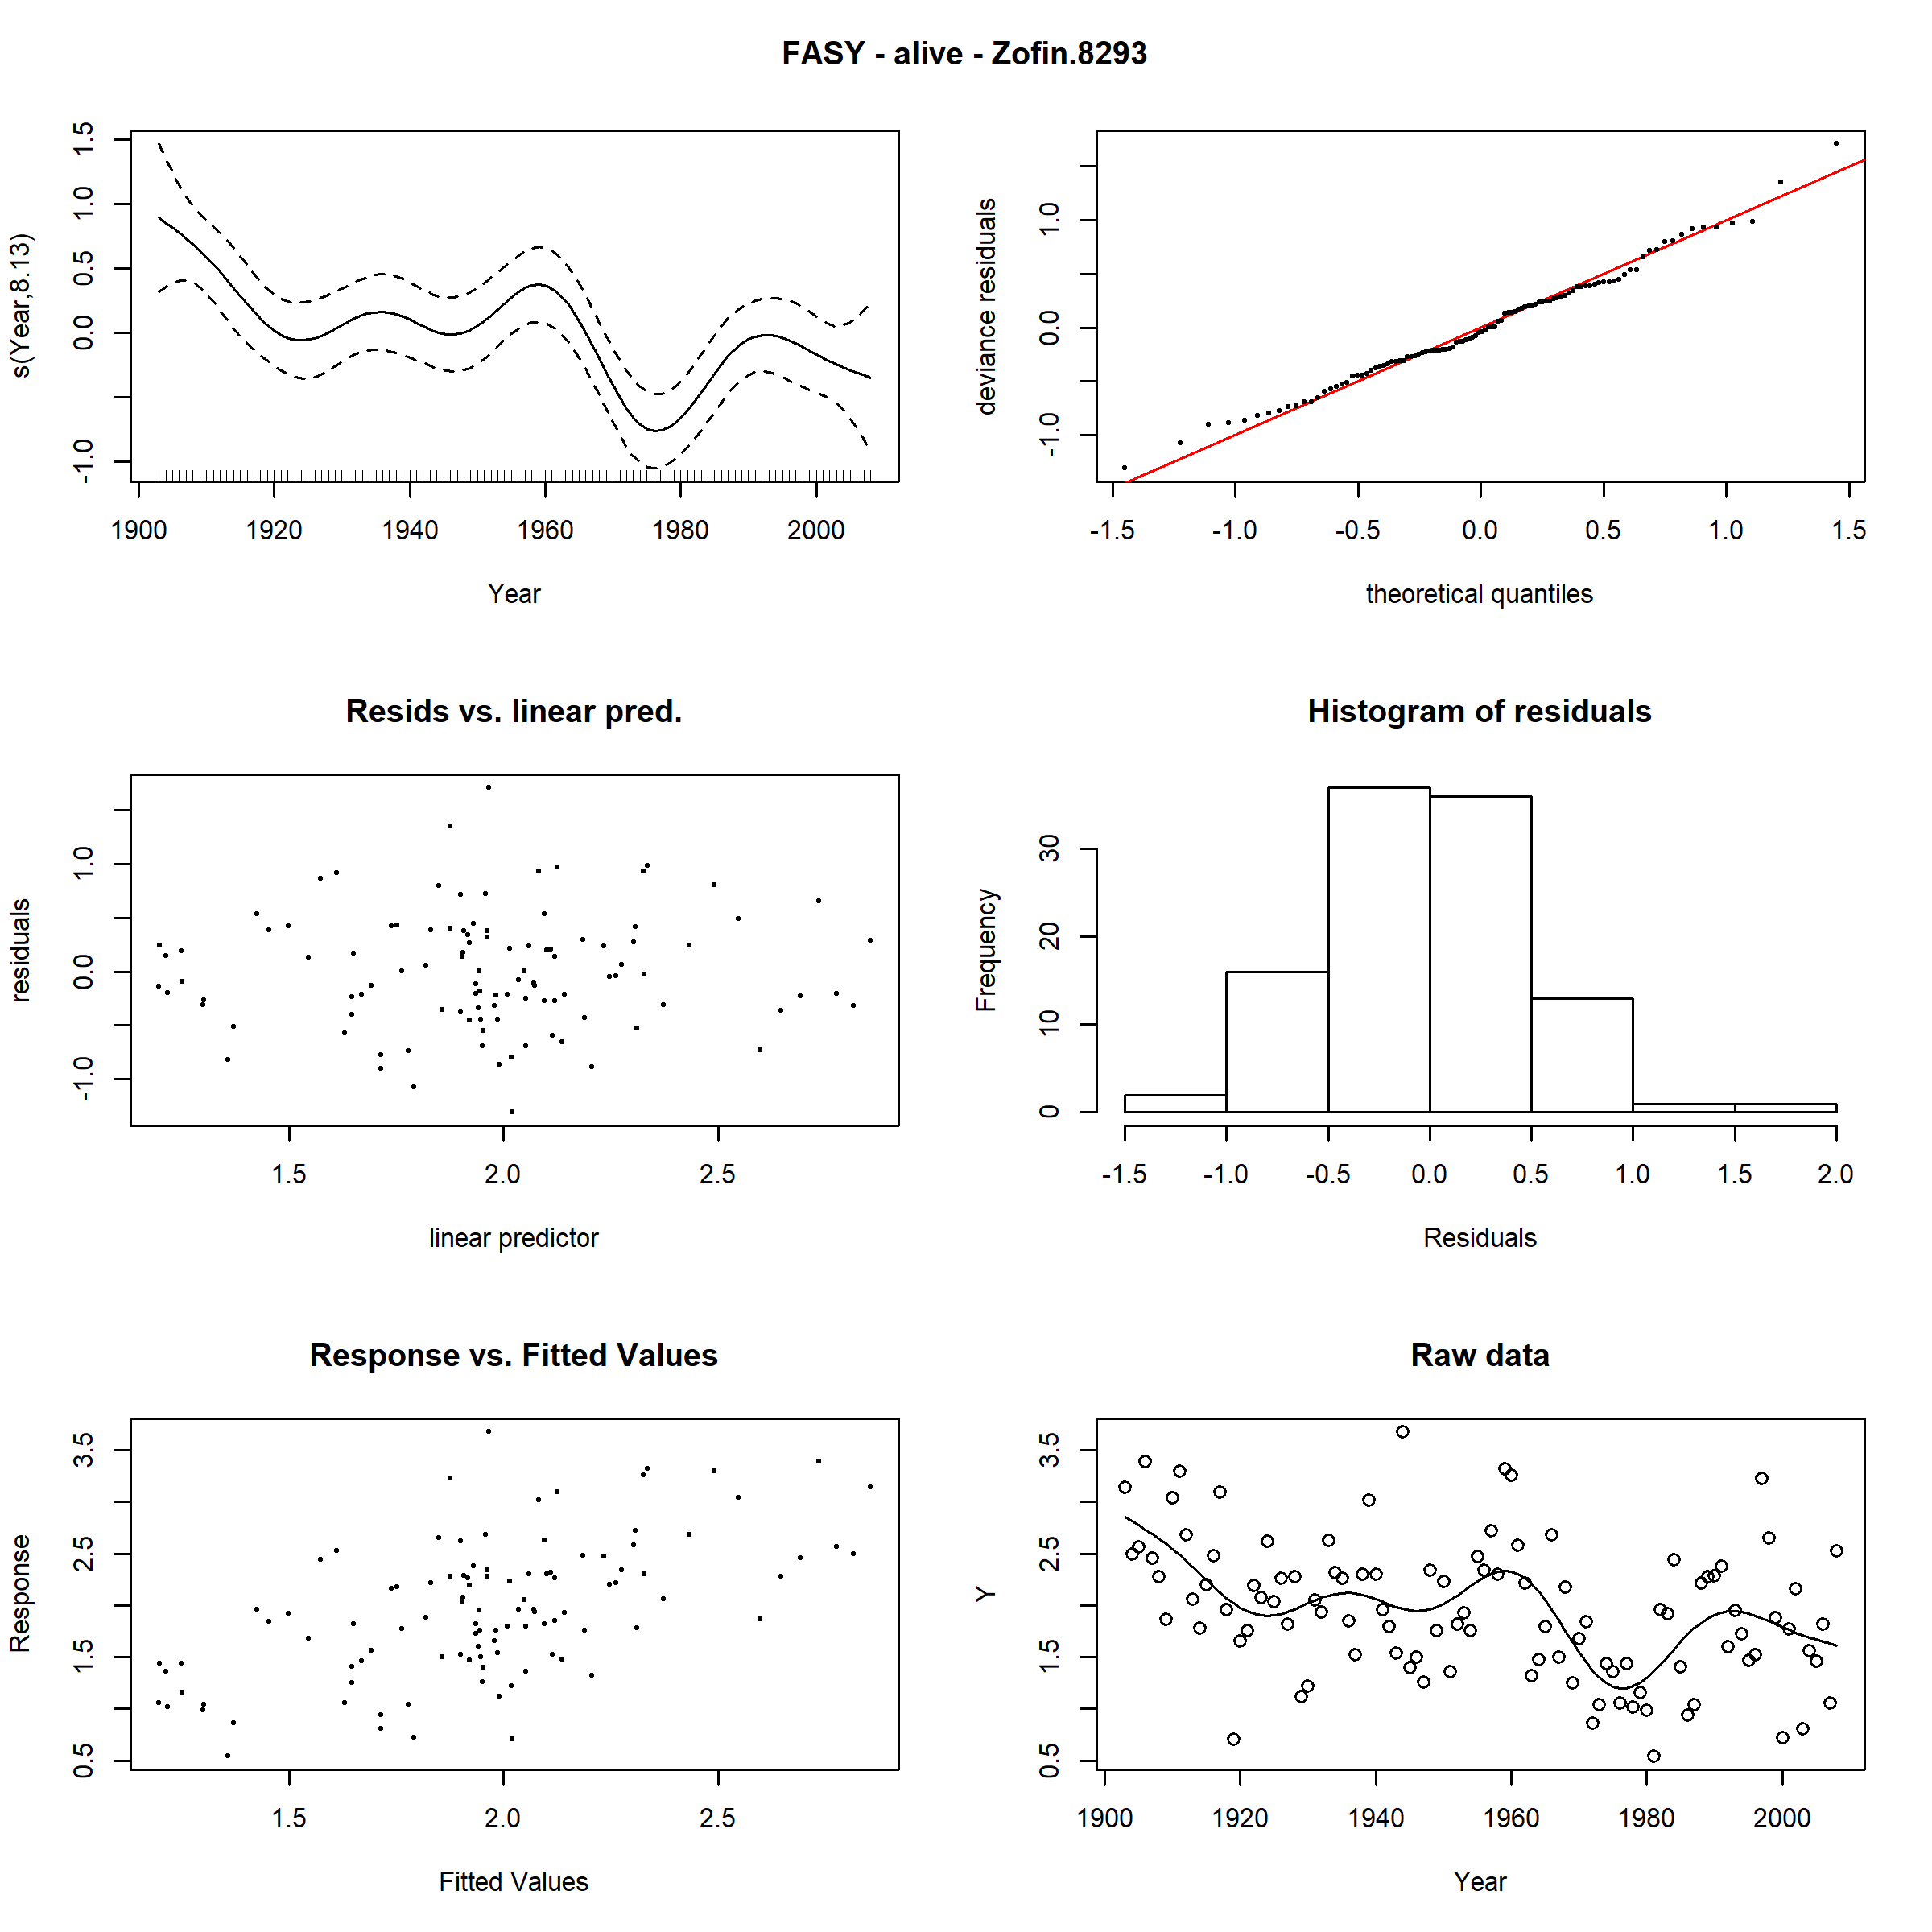 FASY - alive - Zofin.8293
s(Year,8.13)
-1.0 0.0 0.5 1.0 1.5
1900 1920 1940 1960 1980 2000
Year
deviance residuals
-1.0 0.0 1.0
-1.5 -1.0 -0.5 0.0 0.5 1.0 1.5
theoretical quantiles
Resids vs. linear pred.
residuals
-1.0 0.0 1.0
1.5 2.0 2.5
linear predictor
Histogram of residuals
Frequency
0 10 20 30
-1.5 -1.0 -0.5 0.0 0.5 1.0 1.5 2.0
Residuals
Response vs. Fitted Values
Response
0.5 1.5 2.5 3.5
1.5 2.0 2.5
Fitted Values
Raw data
Y
0.5 1.5 2.5 3.5
1900 1920 1940 1960 1980 2000
Year